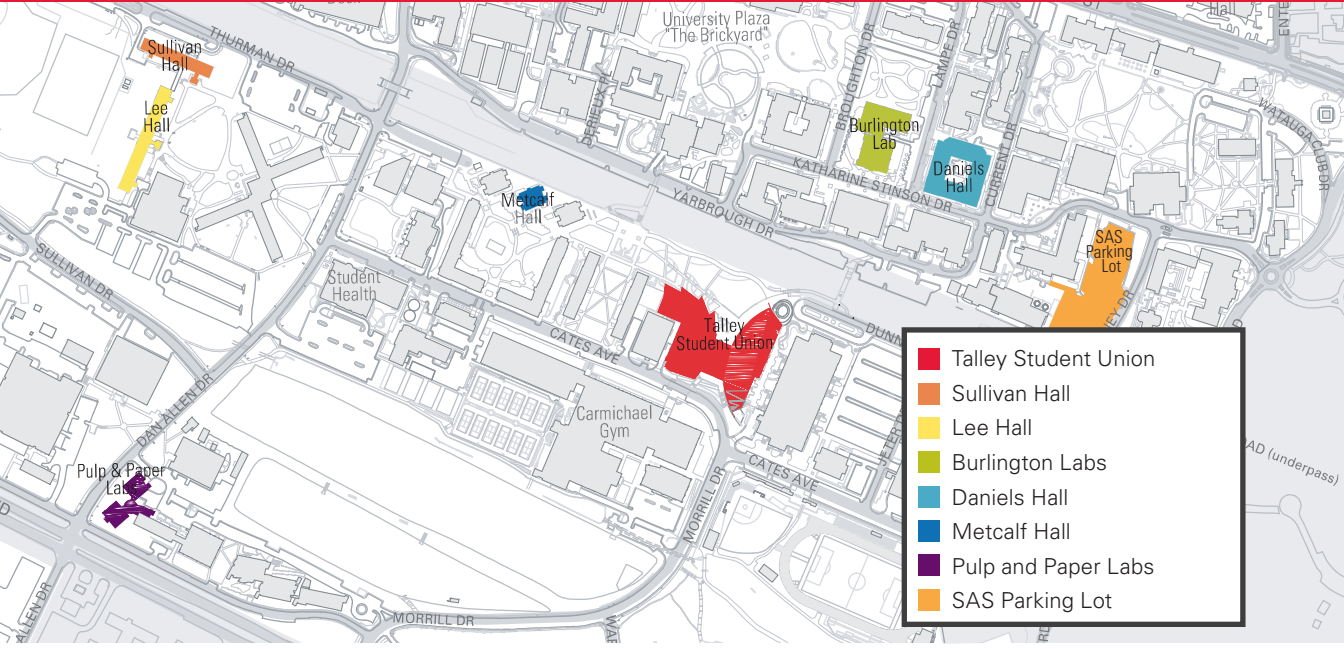 University Plaza
"The Brickyard"
Hall
THURMAN DR
Sullivan
Hall
Lee
Hall
BROUGHTON DR
LAMPE DR
Burlington
Lab
Daniels
Hall
CURRENT DR
WATAUGA CLUB DR
KATHARINE STINSON DR
YARBROUGH DR
Metcalf
Hall
SAS
Parking
Lot
SULLIVAN DR
Student
Health
CATES AVE
Talley
Student Union
Carmichael
Gym
DAN ALLEN DR
Pulp & Paper
CATES AVE
MORRILL DR
MORRILL DR
(underpass)
Talley Student Union
Sullivan Hall
Lee Hall
Burlington Labs
Daniels Hall
Metcalf Hall
Pulp and Paper Labs
SAS Parking Lot